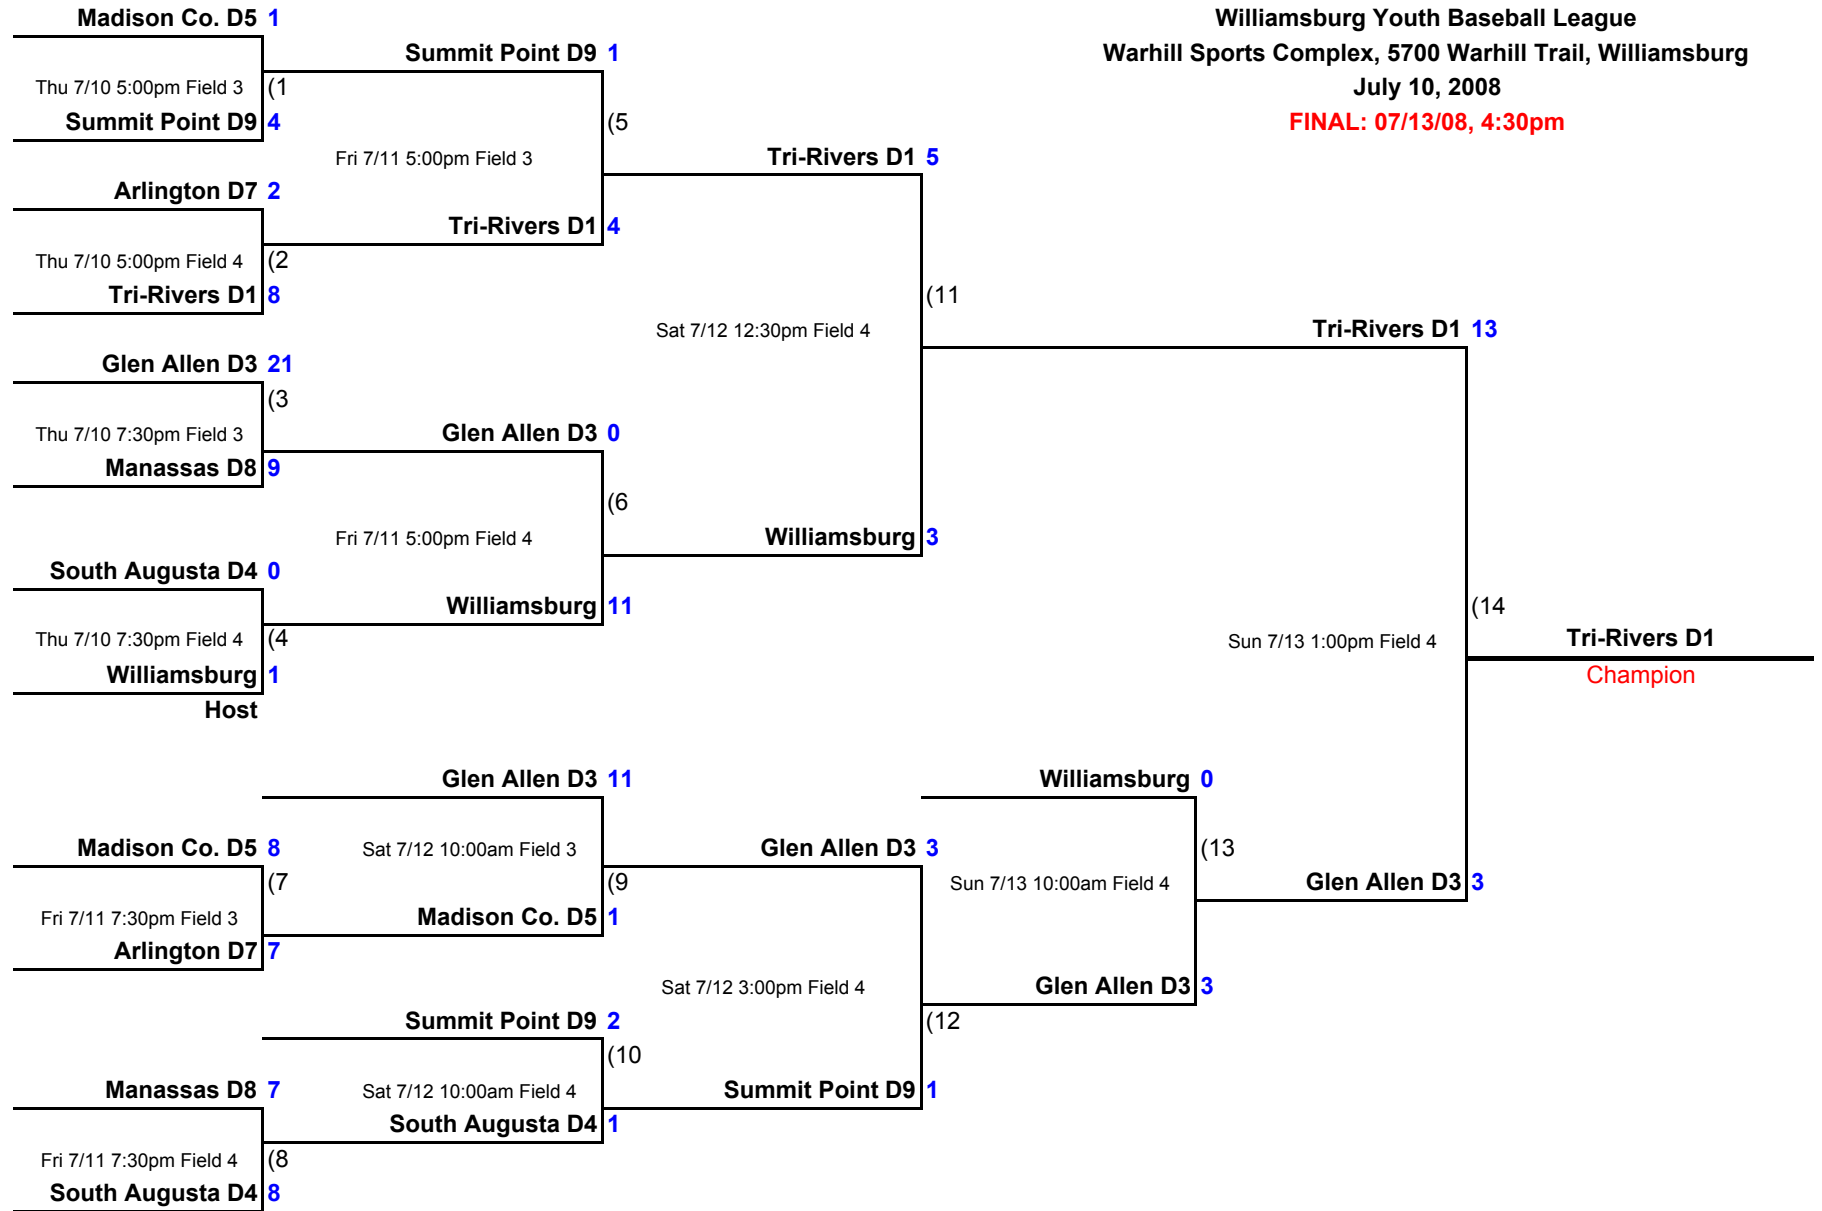 Madison Co. D5 1
Williamsburg Youth Baseball League
Summit Point D9 1
Warhill Sports Complex, 5700 Warhill Trail, Williamsburg
Thu 7/10 5:00pm Field 3 (1
July 10, 2008
Summit Point D9 4
(5
FINAL: 07/13/08, 4:30pm
Fri 7/11 5:00pm Field 3
Tri-Rivers D1 5
Arlington D7 2
Tri-Rivers D1 4
Thu 7/10 5:00pm Field 4 (2
Tri-Rivers D1 8
(11
Sat 7/12 12:30pm Field 4
Tri-Rivers D1 13
Glen Allen D3 21
(3
Thu 7/10 7:30pm Field 3
Glen Allen D3 0
Manassas D8 9
(6
Fri 7/11 5:00pm Field 4
Williamsburg 3
South Augusta D4 0
Williamsburg 11
(14
Thu 7/10 7:30pm Field 4 (4
Sun 7/13 1:00pm Field 4
Tri-Rivers D1
Williamsburg 1
Champion
Host
Glen Allen D3 11
Williamsburg 0
Madison Co. D5 8
Sat 7/12 10:00am Field 3
Glen Allen D3 3
(13
(7
(9
Sun 7/13 10:00am Field 4
Glen Allen D3 3
Fri 7/11 7:30pm Field 3
Madison Co. D5 1
Arlington D7 7
Sat 7/12 3:00pm Field 4
Glen Allen D3 3
Summit Point D9 2
(12
(10
Manassas D8 7
Sat 7/12 10:00am Field 4
Summit Point D9 1
South Augusta D4 1
Fri 7/11 7:30pm Field 4 (8
South Augusta D4 8